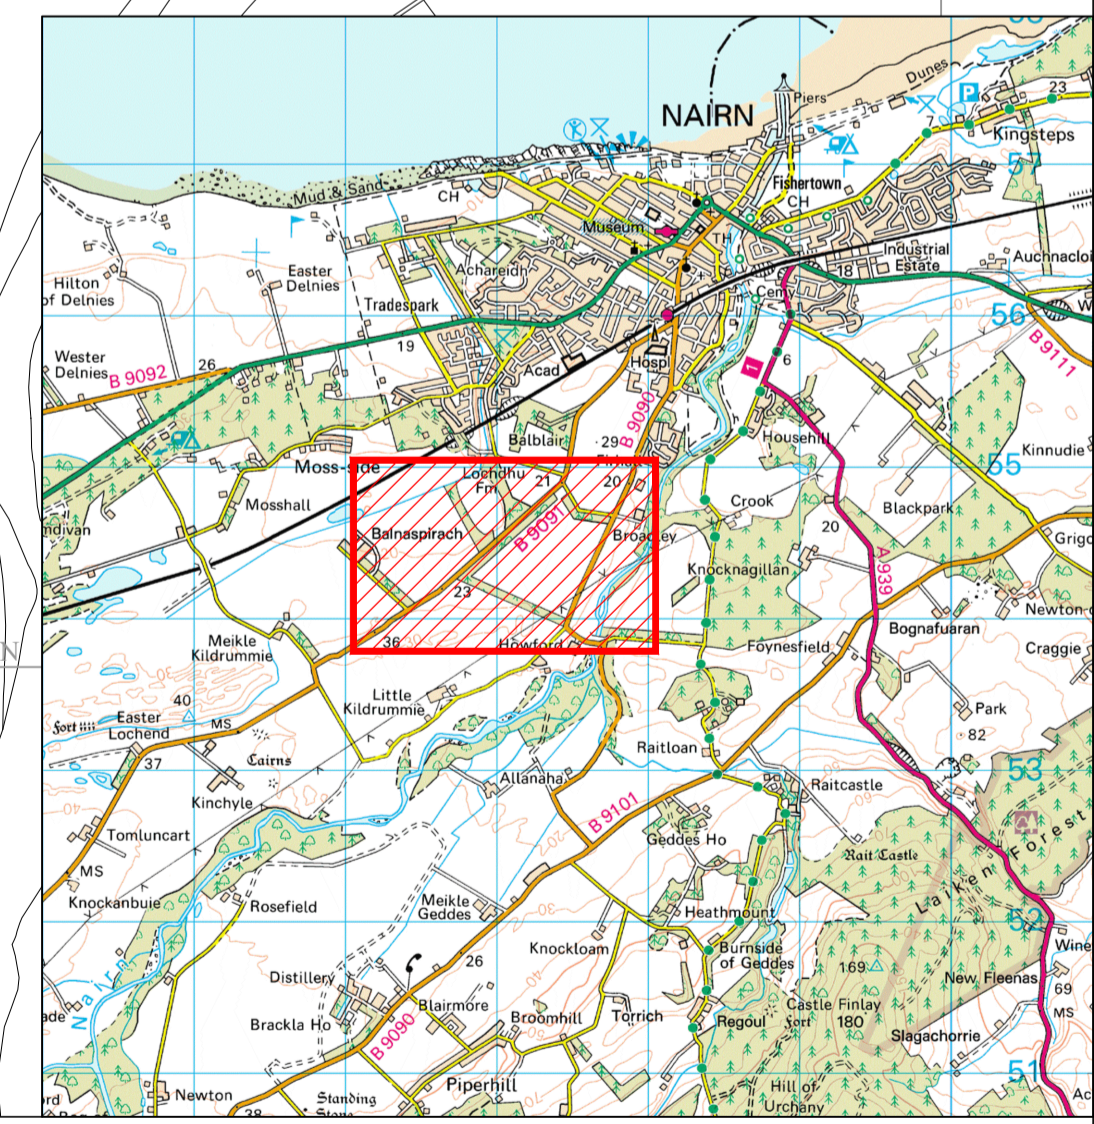 NAIRN
Piers
Dunes
P
23
7
Kingsteps
Mud & Sand
CH
Fishertown
CH
Museum
TH
Industrial
Estate
18
Hilton
of Delnies
Easter
Delnies
Achareidh
Tradespark
Cemy
56
W
B 9111
Wester
Delnies
B 9092
26
19
Acad
Hospl
1
6
B 9090
Balblair
29
Househill
Kinnudie
55
Moss-side
Lochdhu
Fm
21
20
Mosshall
Crook
Blackpark
20
Balnaspirach
B 9091
Broadley
A939
Knocknagillan
23
Bognafuaran
Meikle
Kildrummie
36
Howford
Foynesfield
Craggie
Little
Kildrummie
40
Fort
Easter
Lochend
MS
Park
82
37
Cairns
Raitloan
Allanaha
53
Kinchyle
B 9101
Raitcastle
Tomluncart
Geddes Ho
Rait Castle
Laiken Forest
MS
Knockanbuie
Rosefield
Meikle
Geddes
Heathmount
52
Knockloam
Burnside
of Geddes
Wine
Distillery
26
169
New Fleenas
69
Nairn
Blairmore
Broomhill
Torrich
Castle Finlay
Fort
180
MS
Brackla Ho
Regoul
Slagachorrie
B 9090
51
Piperhill
Hill of
Urchany
Newton
Standing
Stone
38
N